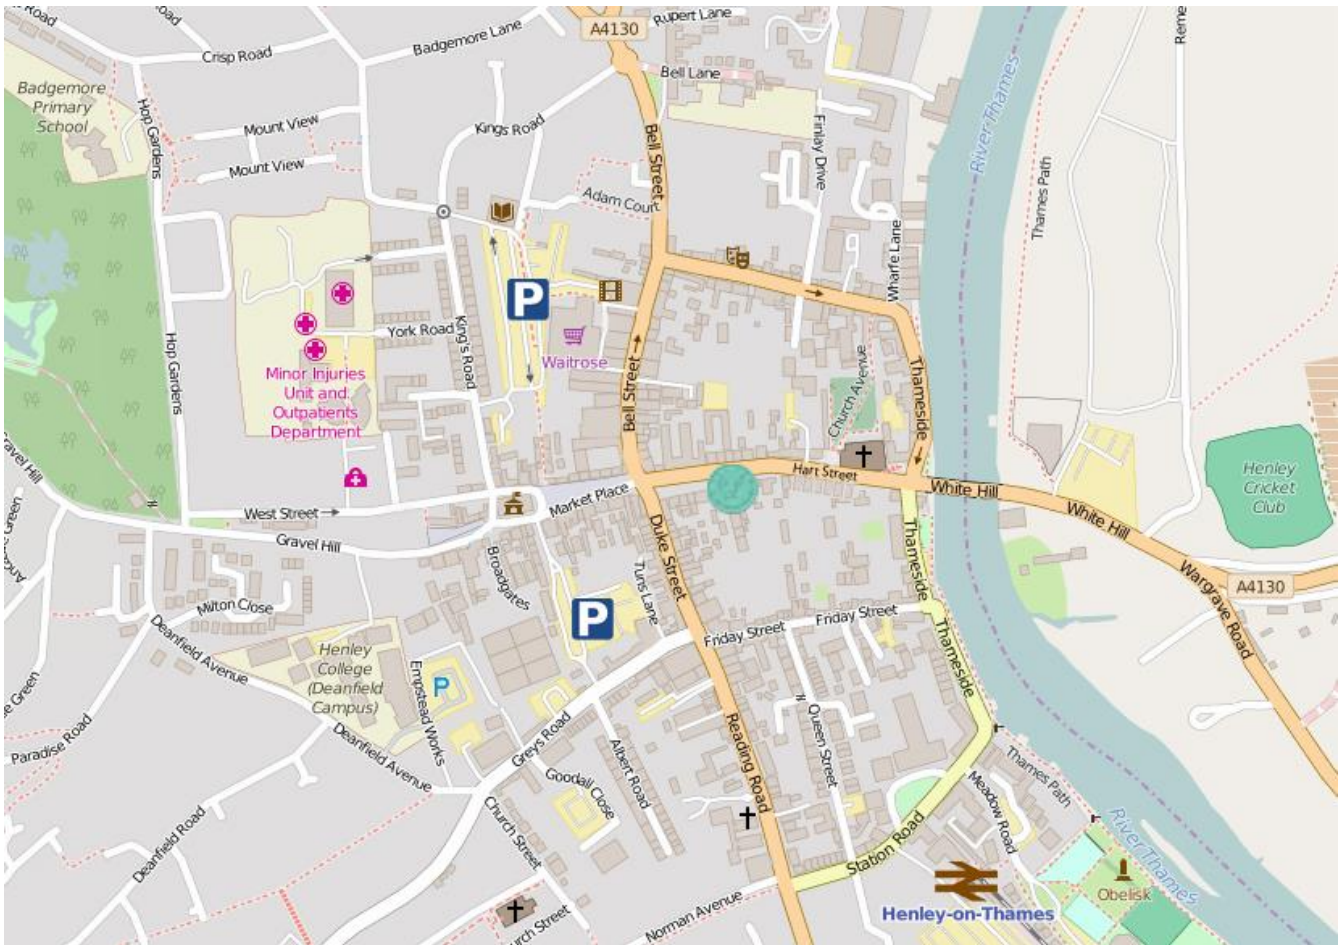 Rupert Lane
A4130
Badgemore Lane
Crisp Road
Bell Lane
Reme
River Thames
Badgemore
Primary
School
Hop Gardens
Mount View
Kings Road
Bell Street
Finlay Drive
Mount View
Adam Court
Thames Path
Wharfe Lane
P
York Road
King's Road
Waitrose
Hop Gardens
Minor Injuries
Unit and
Outpatients
Department
Bell Street
Church Avenue
Thameside
Gravel Hill
Hart Street
White Hill
White Hill
Henley
Cricket
Club
Market Place
West Street
Gravel Hill
Duke Street
Thameside
Broadgates
Tuns Lane
Wargrave Road
A4130
Milton Close
P
Friday Street
Friday Street
Deanfield Avenue
Henley
College
(Deanfield
Campus)
Empstead Works
P
Thameside
Paradise Road
Deanfield Avenue
Greys Road
Albert Road
Reading Road
Queen Street
Goodall Close
Thames Path
Meadow Road
Deanfield Road
Church Street
Station Road
River Thames
Obelisk
Henley-on-Thames
Norman Avenue
urch Street